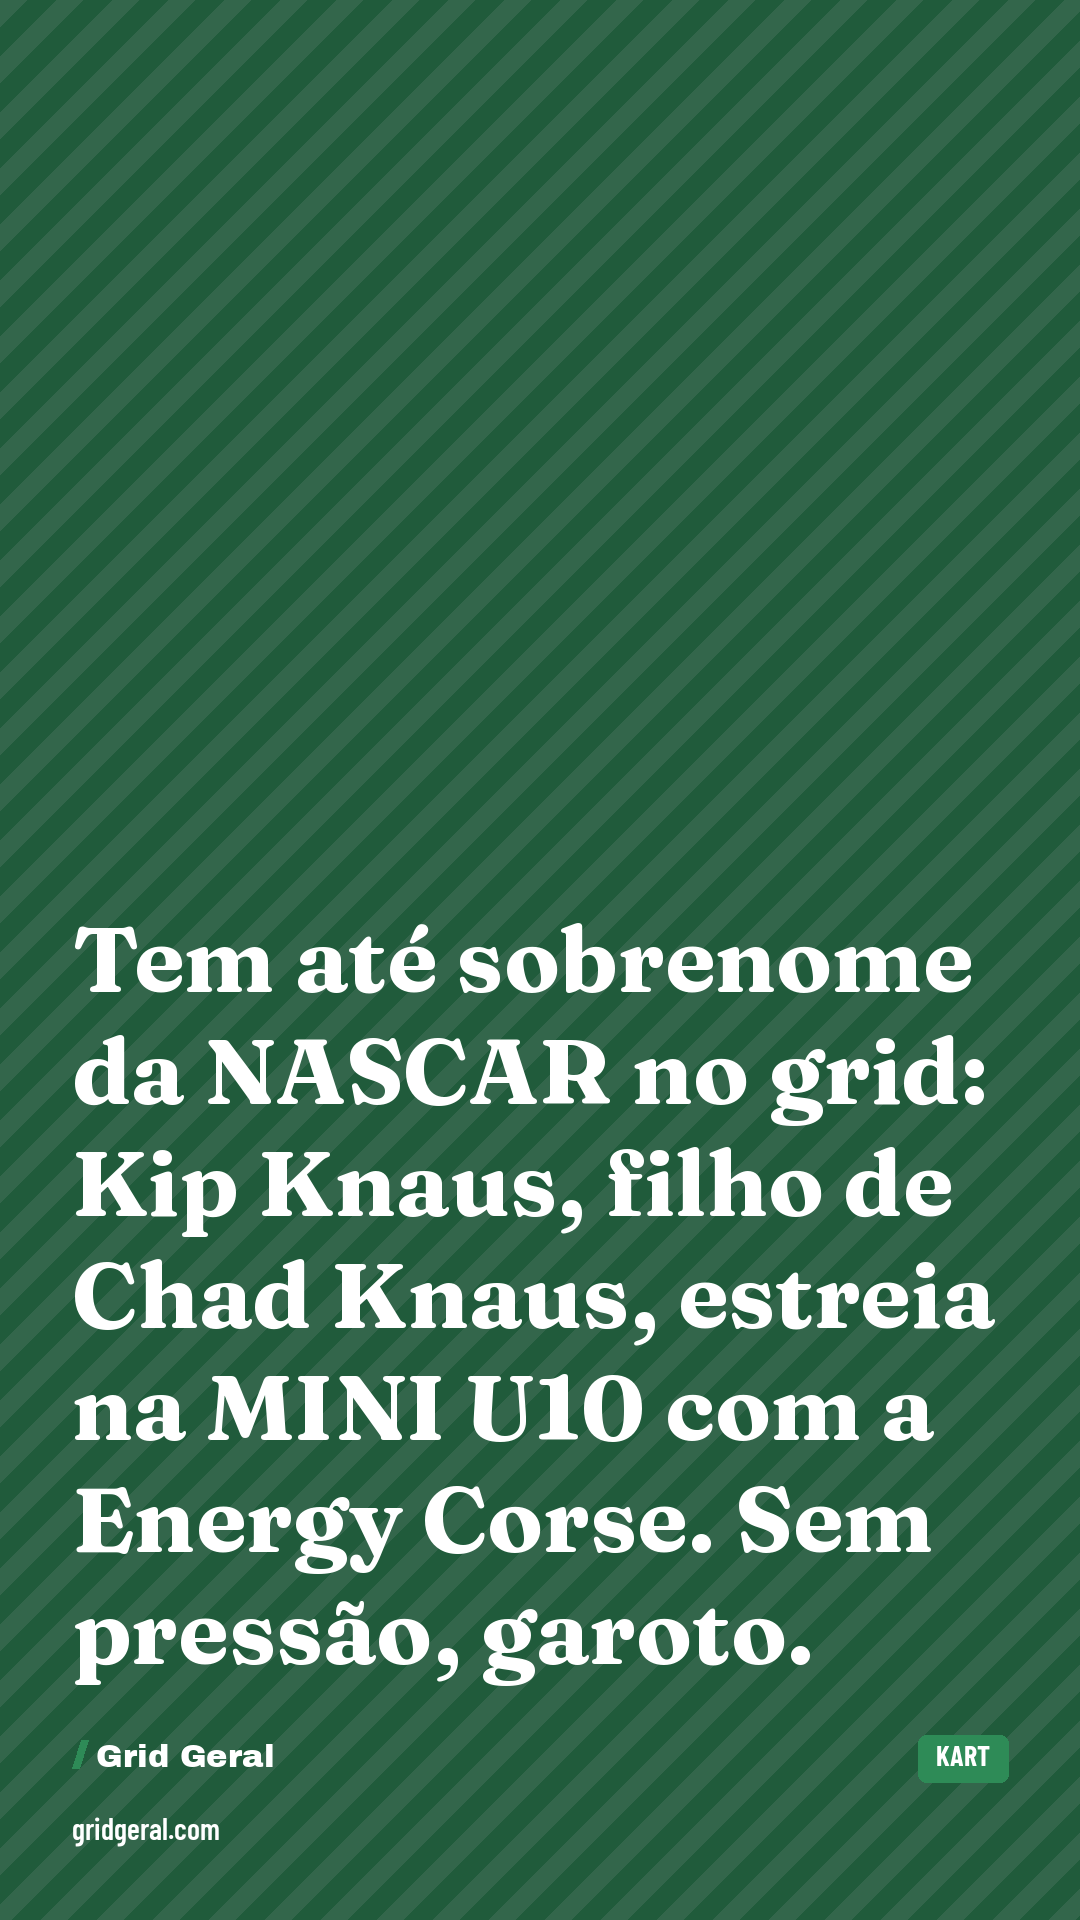 Tem até sobrenome
da NASCAR no grid:
Kip Knaus, filho de
Chad Knaus, estreia
na MINI U10 com a
Energy Corse. Sem
pressão, garoto.
/ Grid Geral
KART
gridgeral.com